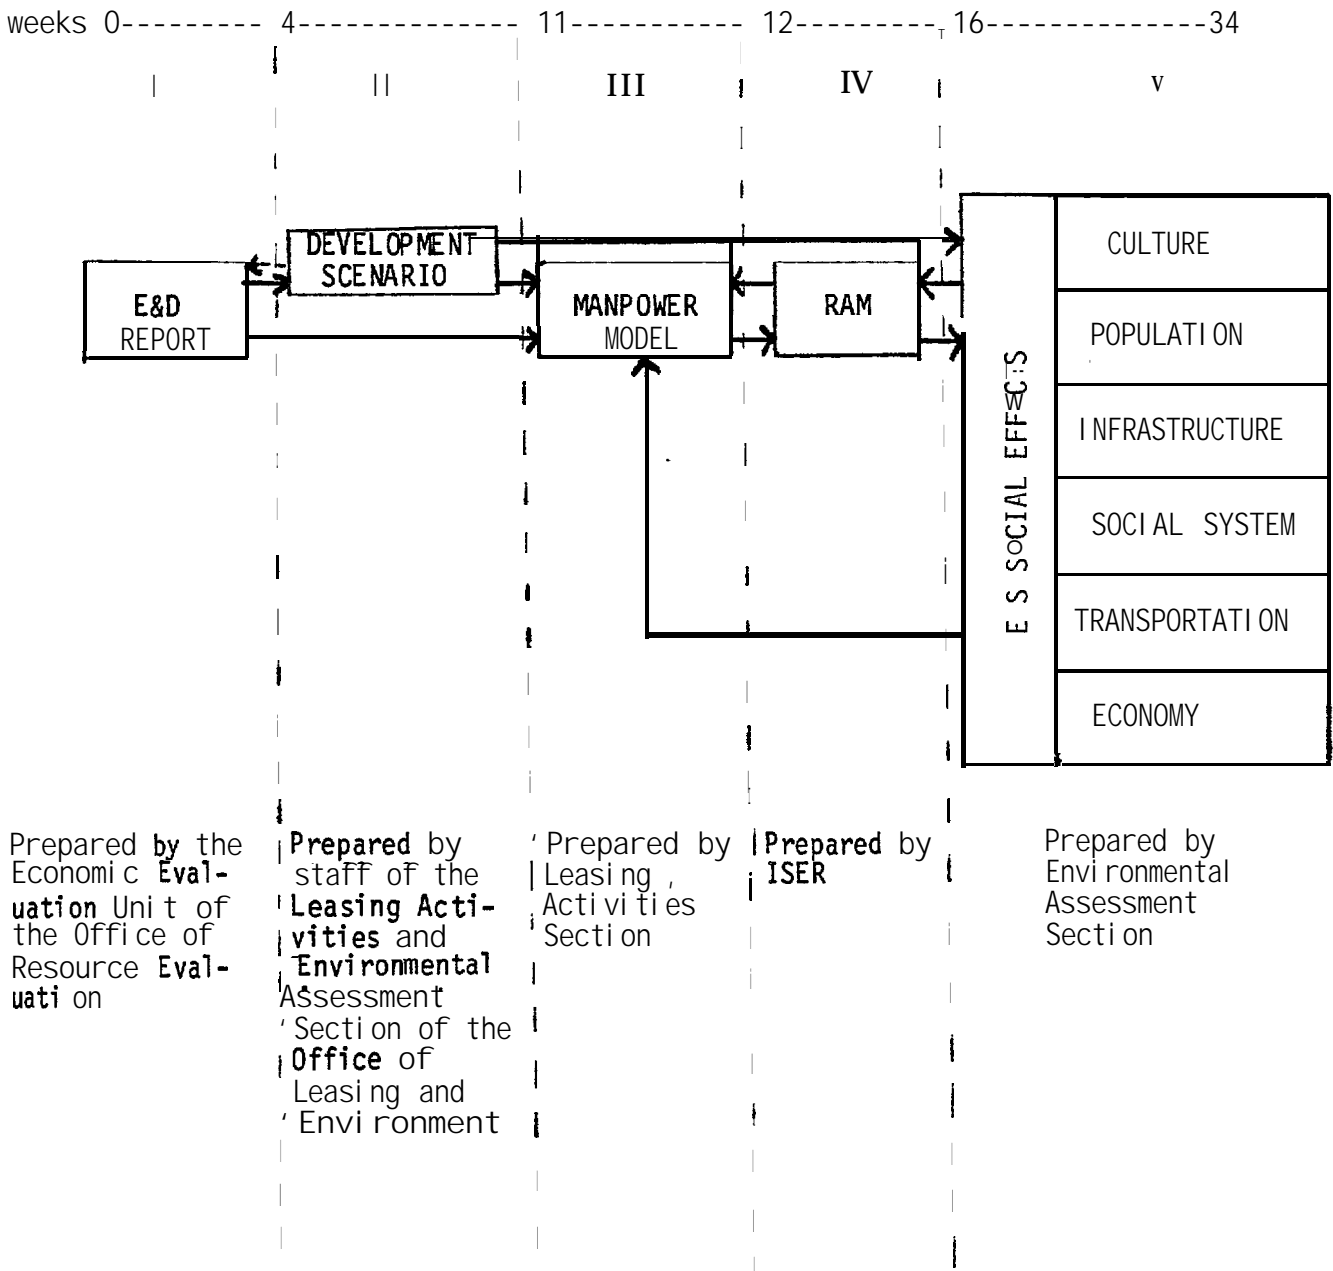 weeks 0--------- 4----------- 11----------- 12--------- 16--------------34
I II III IV V
DEVELOPMENT
SCENARIO
E&D
REPORT
MANPOWER
MODEL
RAM
E S SOCIAL EFFECTS
CULTURE
POPULATION
INFRASTRUCTURE
SOCIAL SYSTEM
TRANSPORTATION
ECONOMY
Prepared by the
Economic Eval-
uation Unit of
the Office of
Resource Eval-
uation
Prepared by
staff of the
Leasing Acti-
vities and
Environmental
Assessment
Section of the
Office of
Leasing and
Environment
Prepared by
Leasing
Activities
Section
Prepared by
ISER
Prepared by
Environmental
Assessment
Section